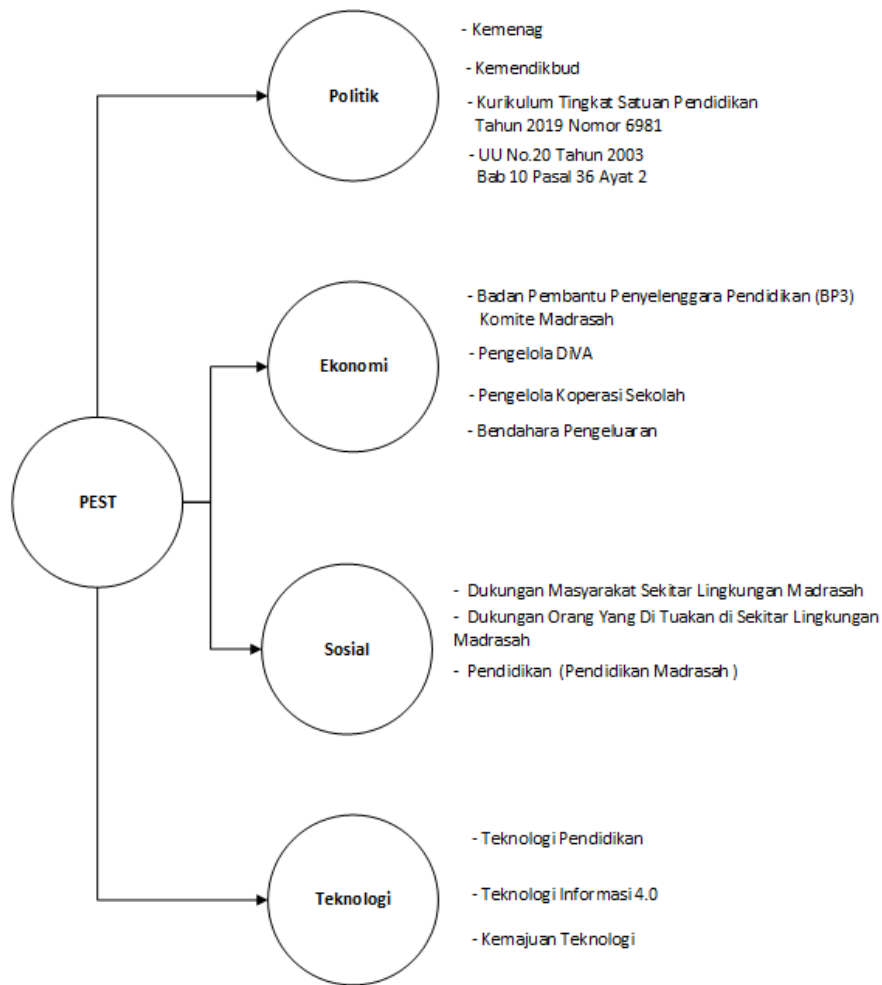 - Kemenag
- Kemendikbud
Politik
- Kurikulum Tingkat Satuan Pendidikan
Tahun 2019 Nomor 6981
- UU No.20 Tahun 2003
Bab 10 Pasal 36 Ayat 2
- Badan Pembantu Penyelenggara Pendidikan (BP3)
Komite Madrasah
Ekonomi
- Pengelola DIVA
- Pengelola Koperasi Sekolah
- Bendahara Pengeluaran
PEST
- Dukungan Masyarakat Sekitar Lingkungan Madrasah
- Dukungan Orang Yang Di Tuakan di Sekitar Lingkungan
Madrasah
Sosial
- Pendidikan (Pendidikan Madrasah )
- Teknologi Pendidikan
Teknologi
- Teknologi Informasi 4.0
- Kemajuan Teknologi